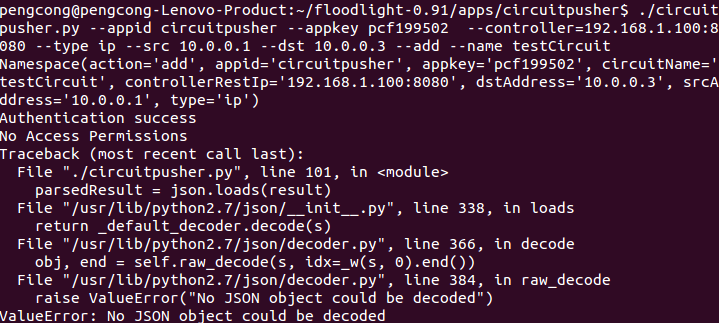 pengcong@pengcong-Lenovo-Product:~/floodlight-0.91/apps/circuitpusher$ ./circuit
pusher.py --appid circuitpusher --appkey pcf199502  --controller=192.168.1.100:8
080 --type ip --src 10.0.0.1 --dst 10.0.0.3 --add --name testCircuit
Namespace(action='add', appid='circuitpusher', appkey='pcf199502', circuitName='
testCircuit', controllerRestIp='192.168.1.100:8080', dstAddress='10.0.0.3', srcA
ddress='10.0.0.1', type='ip')
Authentication success
No Access Permissions
Traceback (most recent call last):
  File "./circuitpusher.py", line 101, in <module>
    parsedResult = json.loads(result)
  File "/usr/lib/python2.7/json/__init__.py", line 338, in loads
    return _default_decoder.decode(s)
  File "/usr/lib/python2.7/json/decoder.py", line 366, in decode
    obj, end = self.raw_decode(s, idx=_w(s, 0).end())
  File "/usr/lib/python2.7/json/decoder.py", line 384, in raw_decode
    raise ValueError("No JSON object could be decoded")
ValueError: No JSON object could be decoded